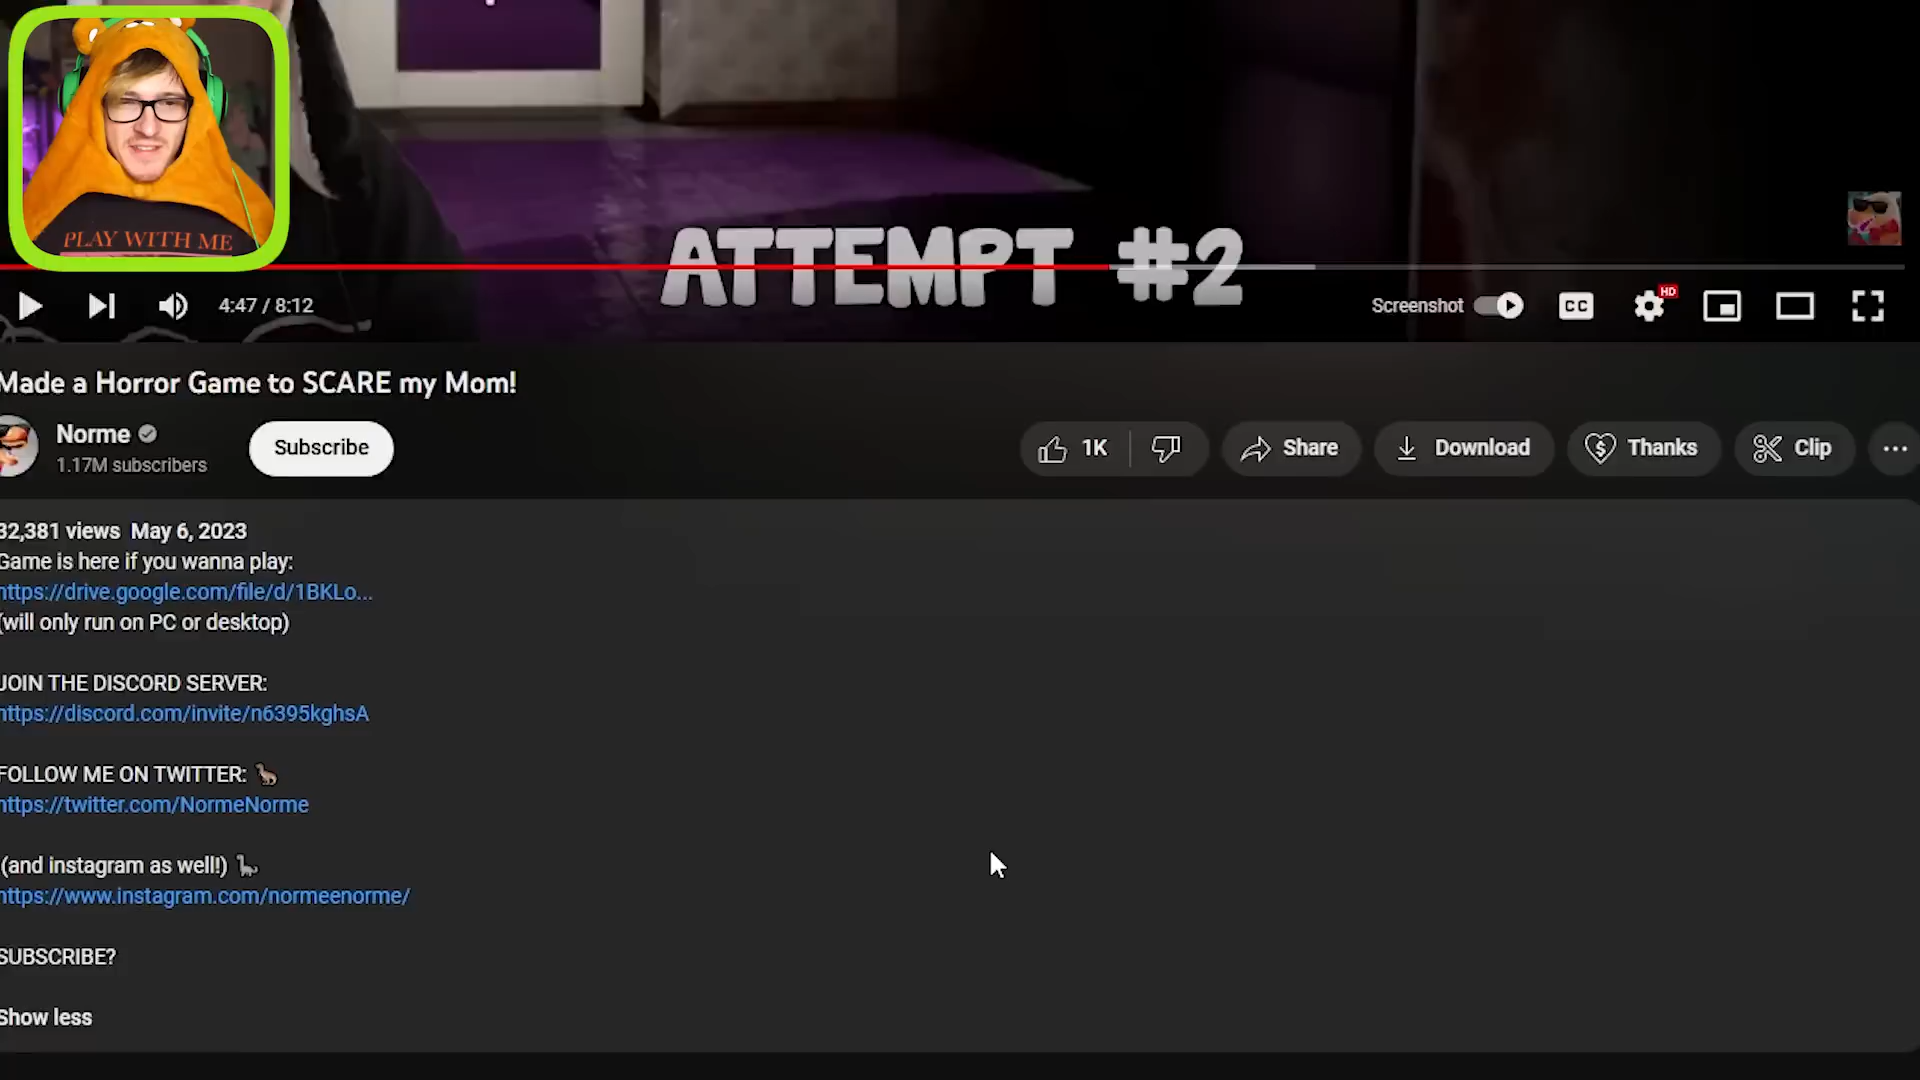 PLAY WITH ME
ATTEMPT #2
4:47 / 8:12
Screenshot
CC
HD
Made a Horror Game to SCARE my Mom!
Norme
1.17M subscribers
Subscribe
1K
Share
Download
Thanks
Clip
32,381 views May 6, 2023
Game is here if you wanna play:
https://drive.google.com/file/d/1BKLo...
(will only run on PC or desktop)
JOIN THE DISCORD SERVER:
https://discord.com/invite/n6395kghsA
FOLLOW ME ON TWITTER:
https://twitter.com/NormeNorme
(and instagram as well!)
https://www.instagram.com/normeenorme/
SUBSCRIBE?
Show less